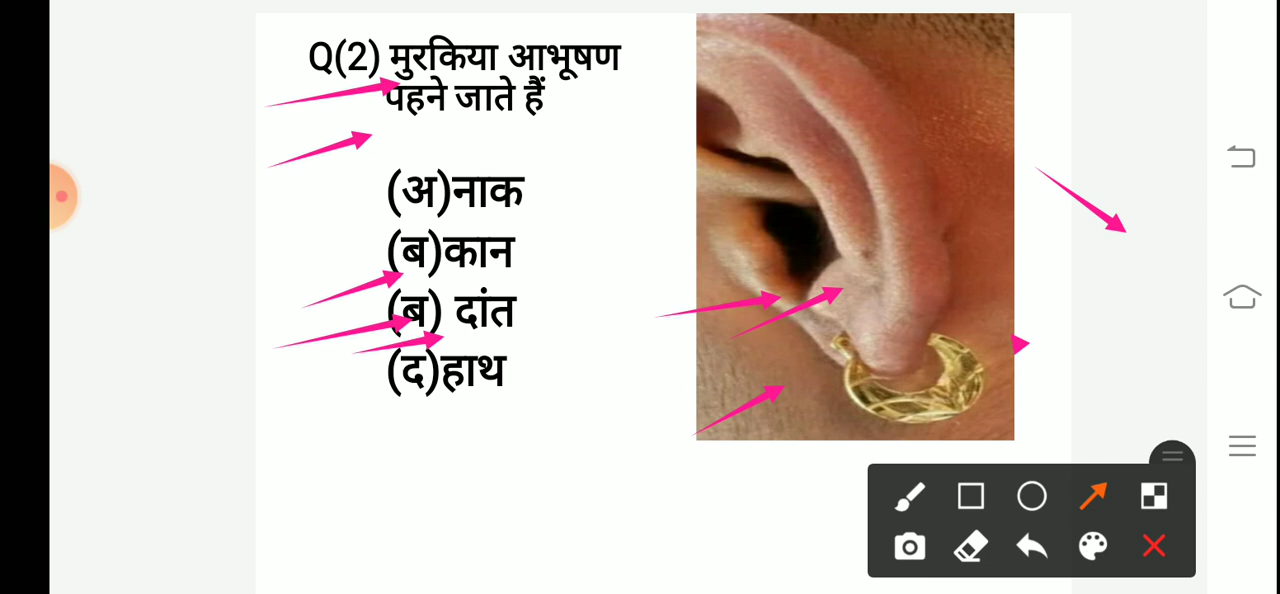 Q(2) मुरकिया आभूषण
पहने जाते हैं
(अ)नाक
(ब)कान
(ब) दांत
(द)हाथ